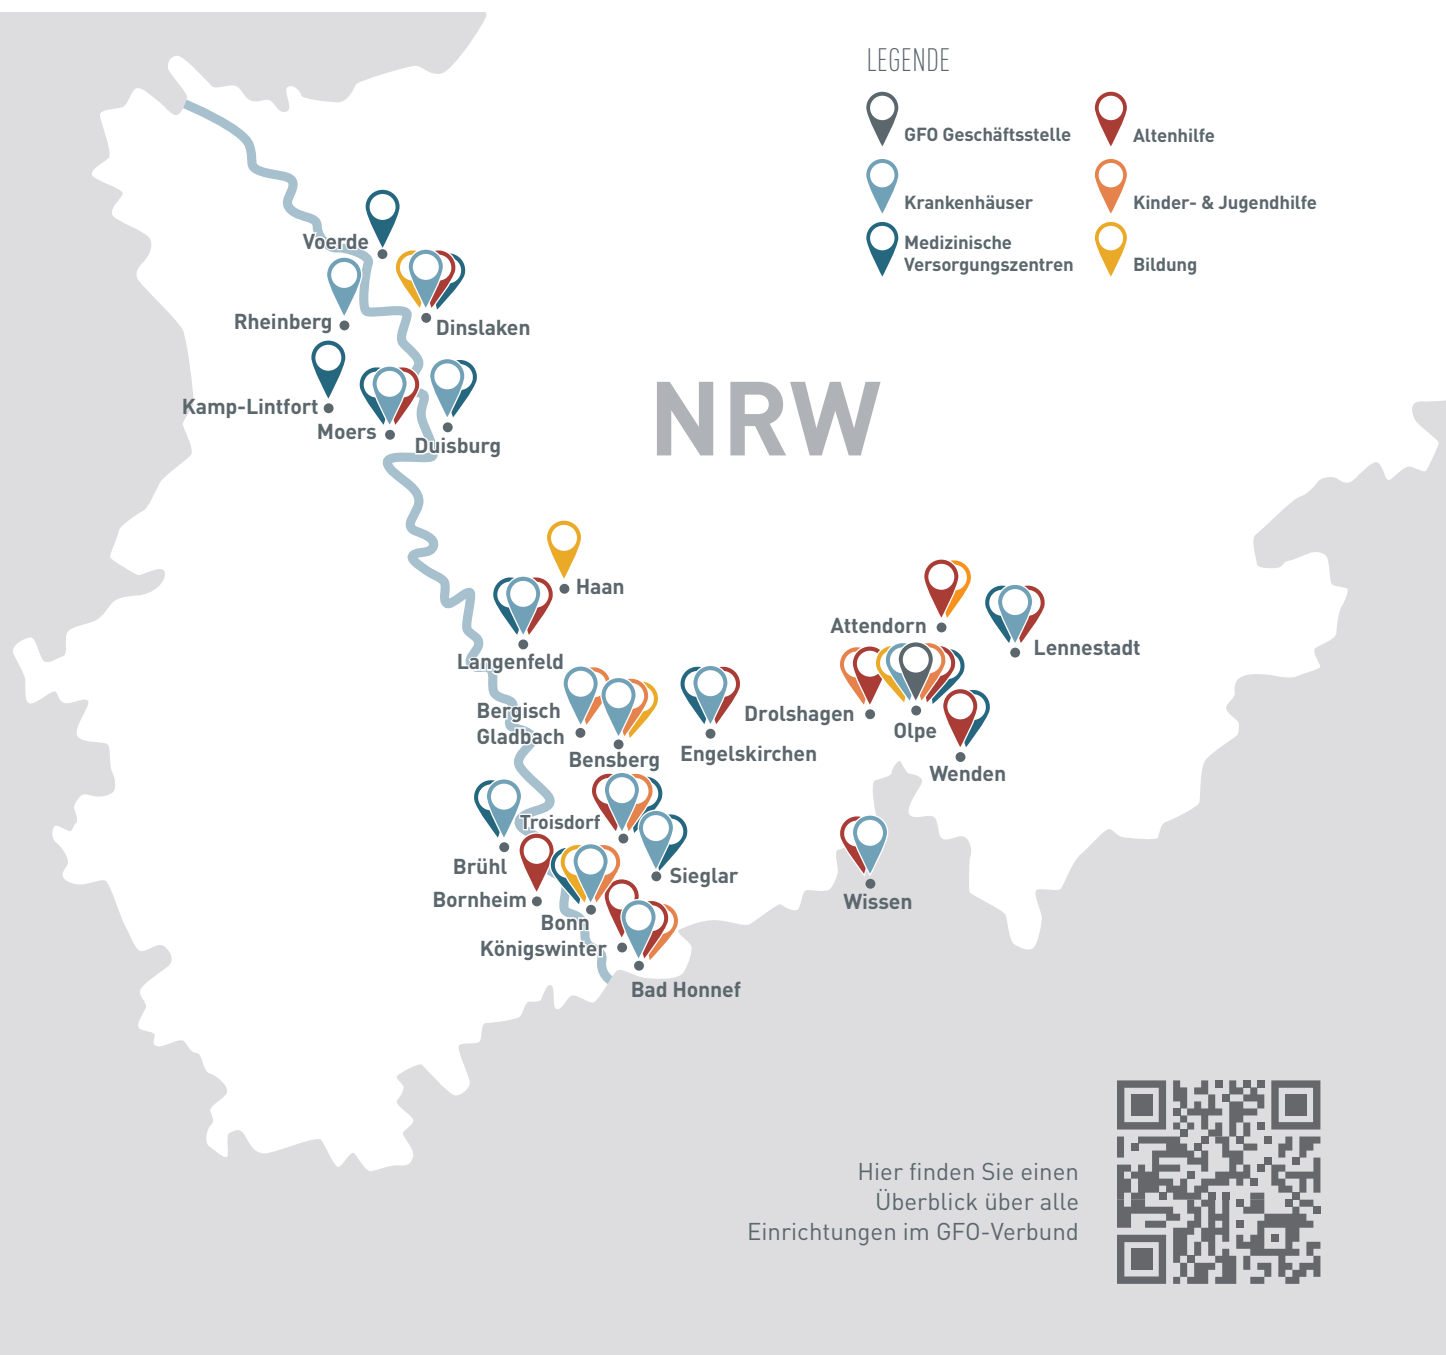 LEGENDE
GFO Geschäftsstelle
Altenhilfe
Krankenhäuser
Kinder- & Jugendhilfe
Medizinische
Versorgungszentren
Bildung
Voerde
Rheinberg
Dinslaken
Kamp-Lintfort
Moers
Duisburg
NRW
Haan
Langenfeld
Attendorn
Lennestadt
Bergisch
Gladbach
Bensberg
Engelskirchen
Drolshagen
Olpe
Wenden
Troisdorf
Brühl
Sieglar
Bornheim
Bonn
Wissen
Königswinter
Bad Honnef
Hier finden Sie einen
Überblick über alle
Einrichtungen im GFO-Verbund